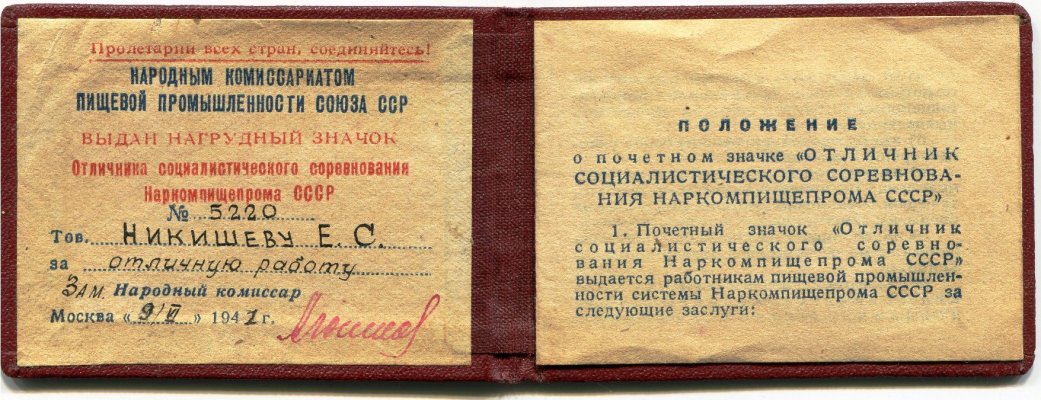 Пролетарии всех стран, соединяйтесь!
НАРОДНЫМ КОМИССАРКАТОМ
ПИЩЕВОЙ ПРОМЫШЛЕННОСТИ СОЮЗА ССР
ВЫДАН НАГРУДНЫЙ ЗНАЧОК
Отличника социалистического соревнования
Наркомпищепрома СССР
№ 5220
Тов. НИКИШЕВУ Е. С.
за отличную работу
ЗАМ. Народный комиссар
Москва « 9/VI » 1941 г.
ПОЛОЖЕНИЕ
о почетном значке «ОТЛИЧНИК
СОЦИАЛИСТИЧЕСКОГО СОРЕВНОВА-
НИЯ НАРКОМПИЩЕПРОМА СССР»
1. Почетный значок «Отличник
социалистического соревно-
вания Наркомпищепрома СССР»
выдается работникам пищевой промышлен-
ности системы Наркомпищепрома СССР за
следующие заслуги: